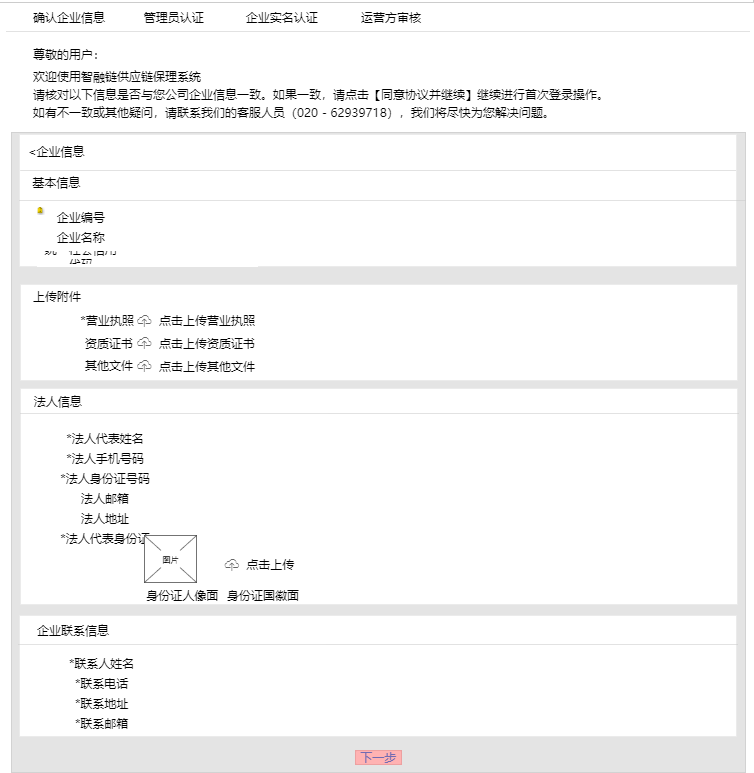 确认企业信息 管理员认证 企业实名认证 运营方审核
尊敬的用户：
欢迎使用智融链供应链保理系统
请核对以下信息是否与您公司企业信息一致。如果一致，请点击【同意协议并继续】继续进行首次登录操作。
如有不一致或其他疑问，请联系我们的客服人员（020 - 62939718），我们将尽快为您解决问题。
<企业信息
基本信息
企业编号
企业名称
上传附件
*营业执照 点击上传营业执照
资质证书 点击上传资质证书
其他文件 点击上传其他文件
法人信息
*法人代表姓名
*法人手机号码
*法人身份证号码
法人邮箱
法人地址
*法人代表身份证
图片
点击上传
身份证人像面 身份证国徽面
企业联系信息
*联系人姓名
*联系电话
*联系地址
*联系邮箱
下一步